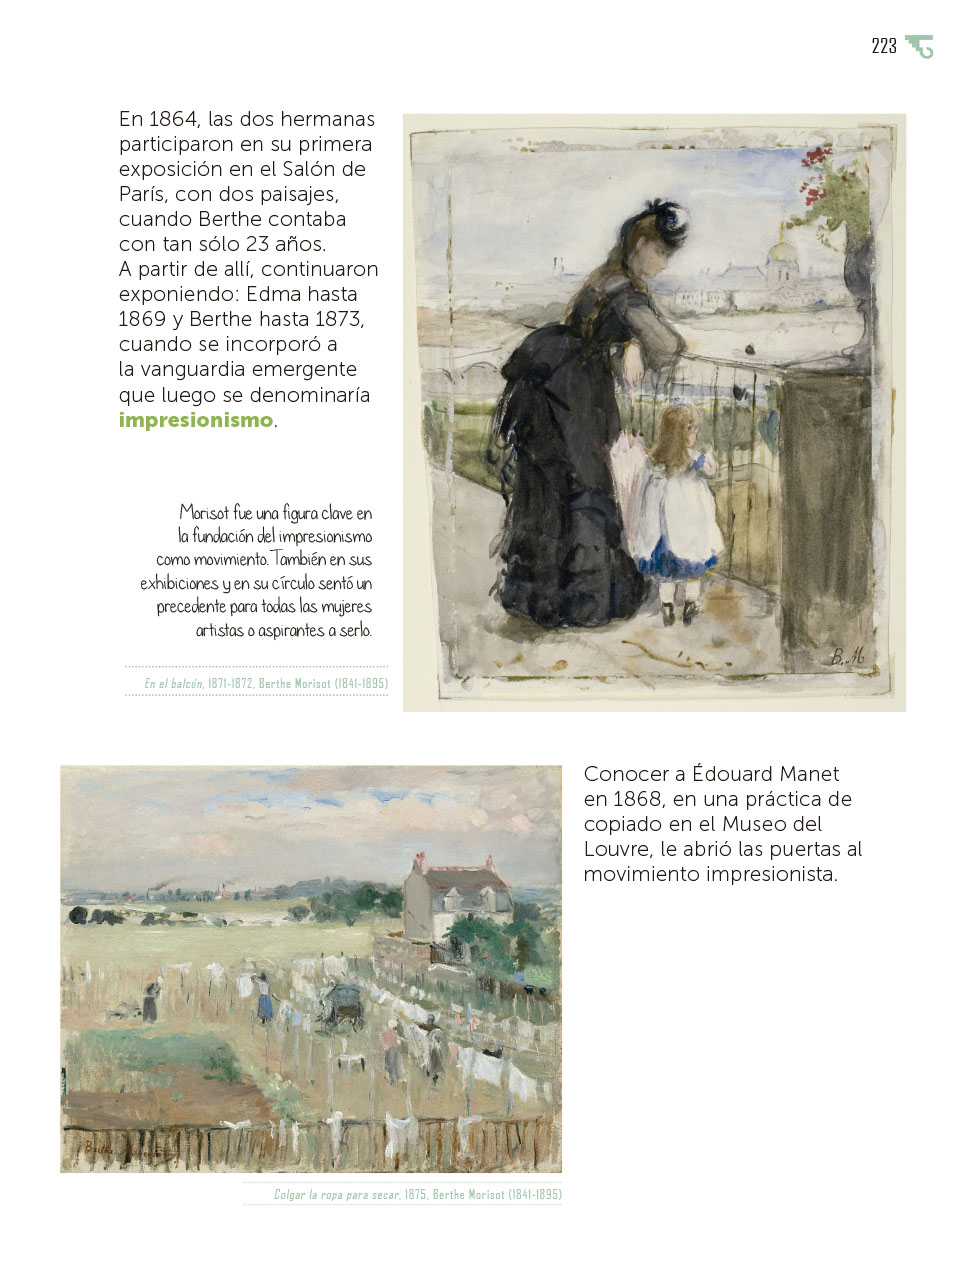 223
En 1864, las dos hermanas
participaron en su primera
exposición en el Salón de
París, con dos paisajes,
cuando Berthe contaba
con tan sólo 23 años.
A partir de allí, continuaron
exponiendo: Edma hasta
1869 y Berthe hasta 1873,
cuando se incorporó a
la vanguardia emergente
que luego se denominaría
impresionismo.
Morisot fue una figura clave en
la fundación del impresionismo
como movimiento. También en sus
exhibiciones y en su círculo sentó un
precedente para todas las mujeres
artistas o aspirantes a serlo.
En el balcón, 1871-1872, Berthe Morisot (1841-1895)
B.M
Conocer a Édouard Manet
en 1868, en una práctica de
copiado en el Museo del
Louvre, le abrió las puertas al
movimiento impresionista.
Berthe
Colgar la ropa para secar, 1875, Berthe Morisot (1841-1895)